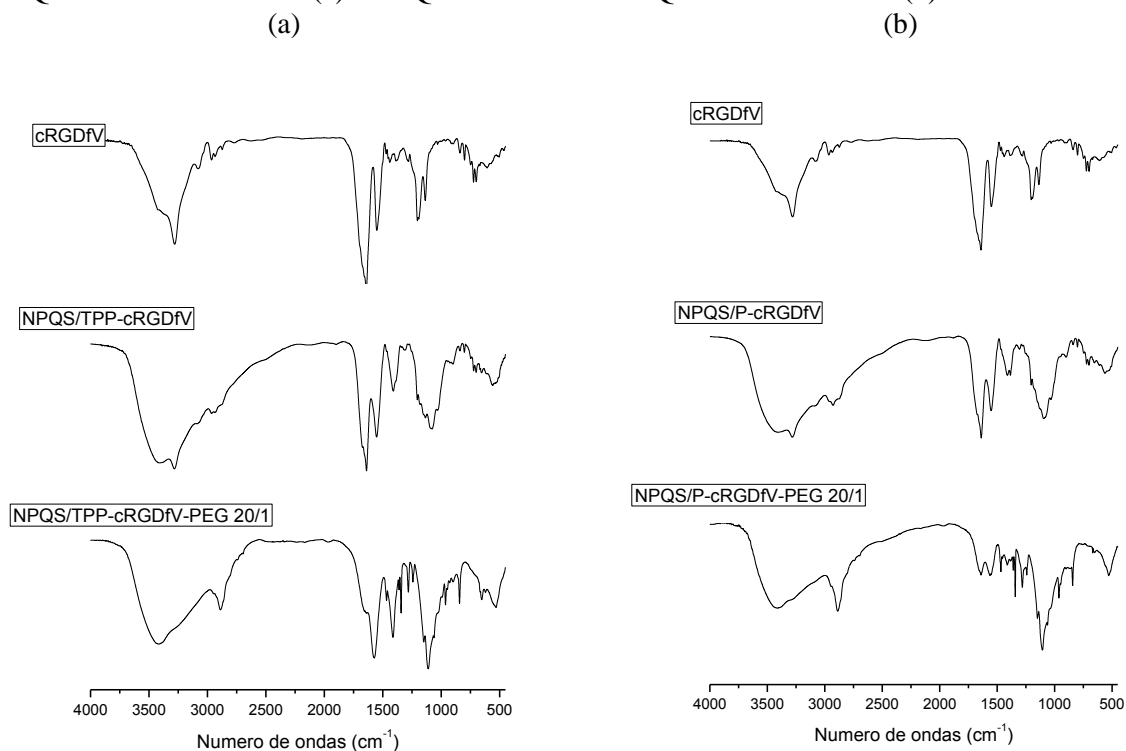 (a)
(b)
cRGDfV
NPQS/TPP-cRGDfV
NPQS/TPP-cRGDfV-PEG 20/1
4000 3500 3000 2500 2000 1500 1000 500
Numero de ondas (cm⁻¹)
cRGDfV
NPQS/P-cRGDfV
NPQS/P-cRGDfV-PEG 20/1
4000 3500 3000 2500 2000 1500 1000 500
Numero de ondas (cm⁻¹)